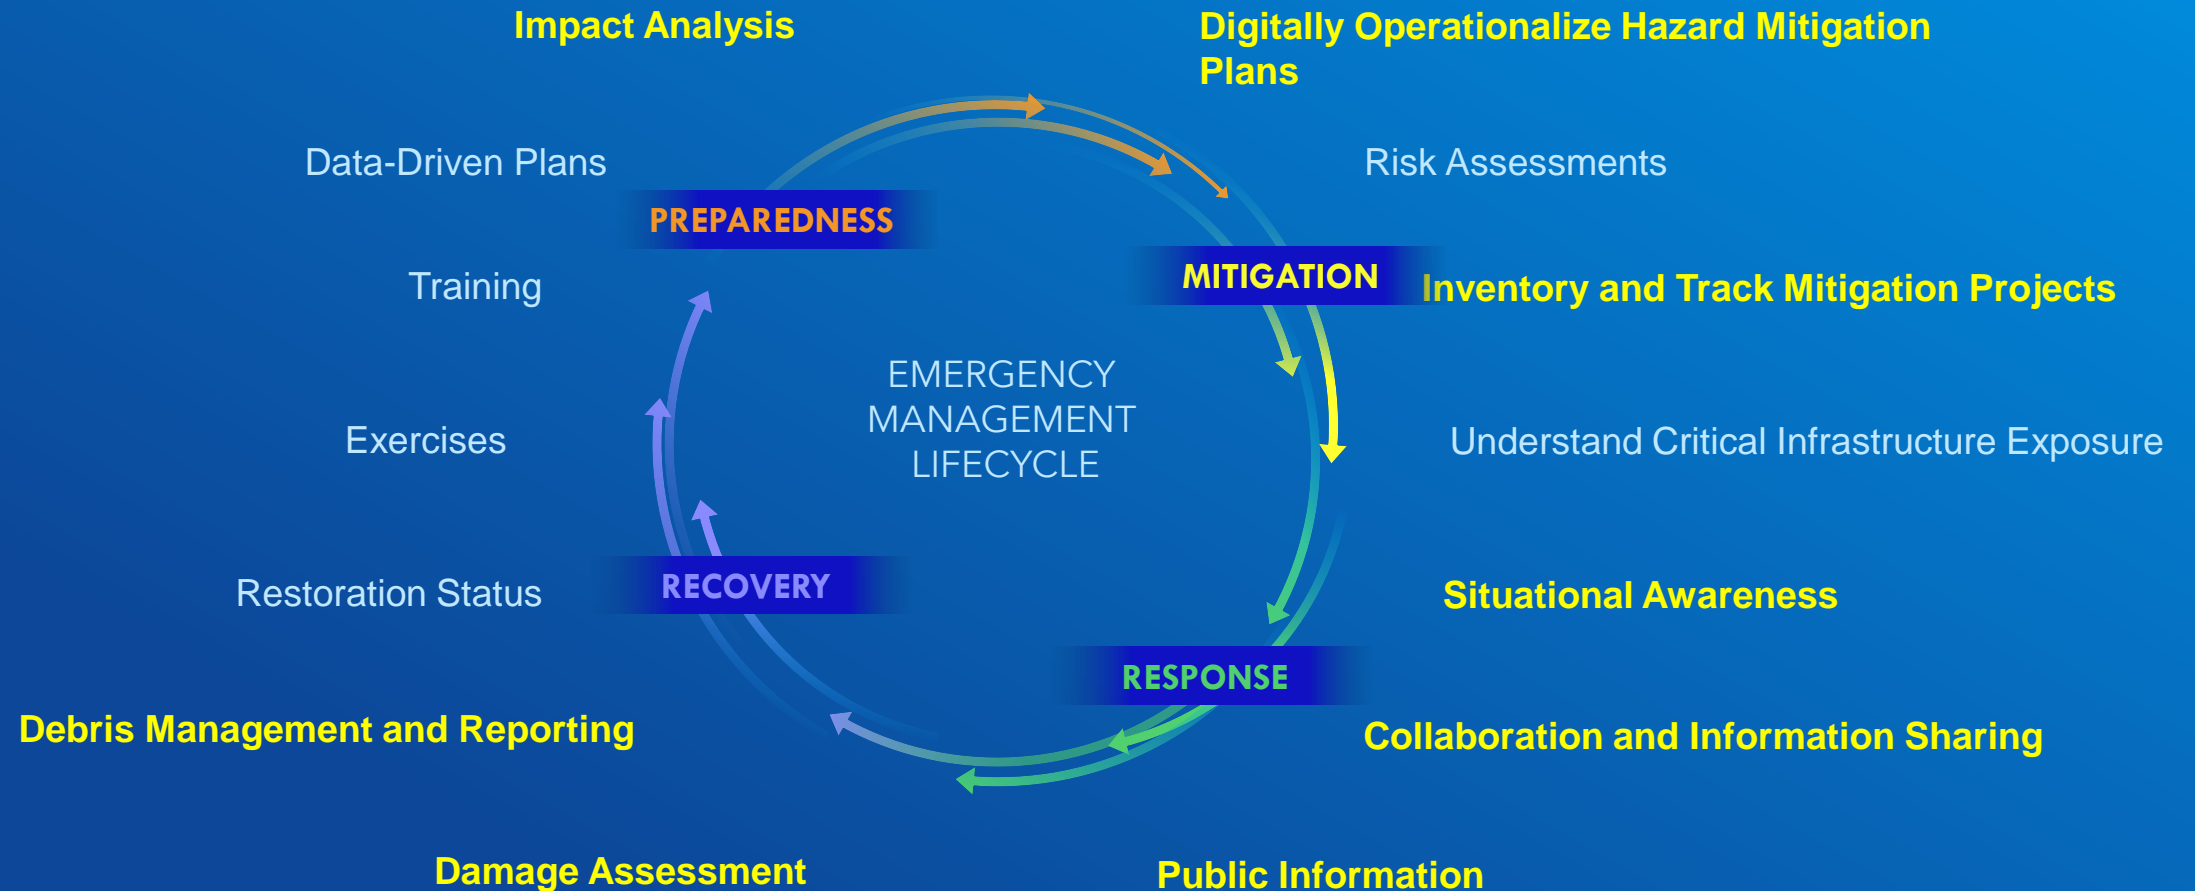 Impact Analysis
Digitally Operationalize Hazard Mitigation
Plans
Data-Driven Plans
Risk Assessments
PREPAREDNESS
MITIGATION
Training
Inventory and Track Mitigation Projects
EMERGENCY
MANAGEMENT
LIFECYCLE
Exercises
Understand Critical Infrastructure Exposure
Restoration Status
RECOVERY
Situational Awareness
RESPONSE
Debris Management and Reporting
Collaboration and Information Sharing
Damage Assessment
Public Information